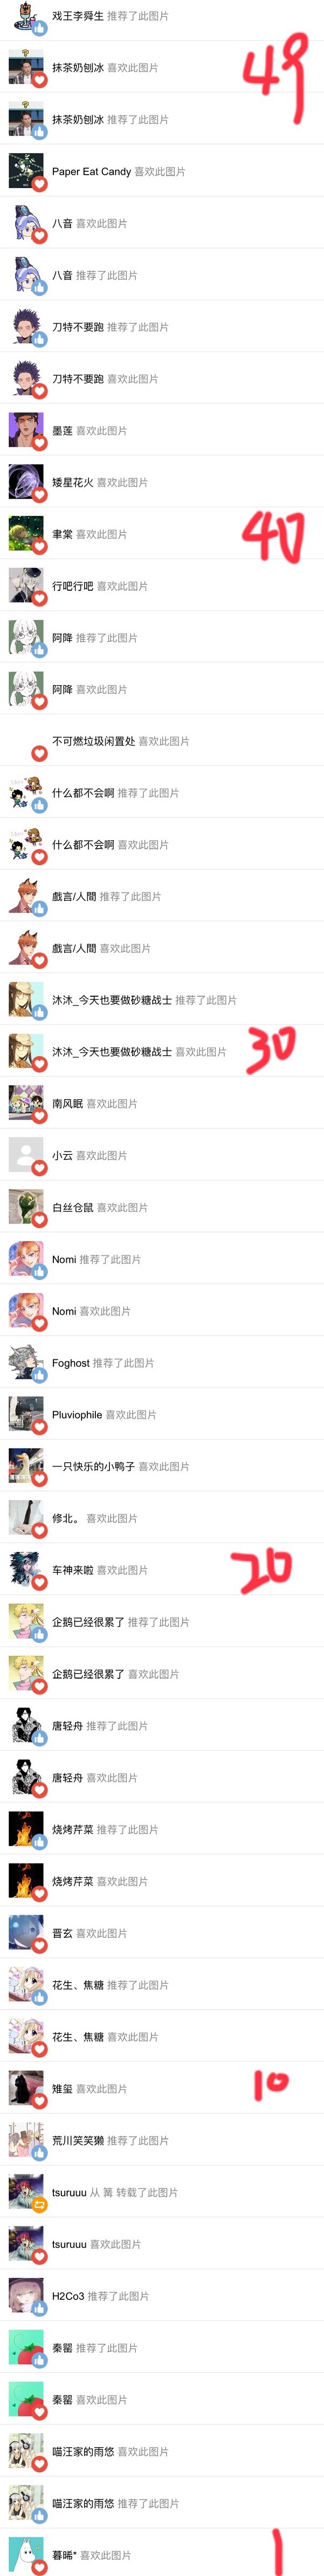 戏王李舜生 推荐了此图片
抹茶奶刨冰 喜欢此图片
49
抹茶奶刨冰 推荐了此图片
Paper Eat Candy 喜欢此图片
八音 喜欢此图片
八音 推荐了此图片
刀特不要跑 推荐了此图片
刀特不要跑 喜欢此图片
墨莲 喜欢此图片
矮星花火 喜欢此图片
聿棠 喜欢此图片
40
行吧行吧 喜欢此图片
阿降 推荐了此图片
阿降 喜欢此图片
不可燃垃圾闲置处 喜欢此图片
什么都不会啊 推荐了此图片
什么都不会啊 喜欢此图片
戲言/人間 推荐了此图片
戲言/人間 喜欢此图片
沐沐_今天也要做砂糖战士 推荐了此图片
沐沐_今天也要做砂糖战士 喜欢此图片
30
南风眠 喜欢此图片
小云 喜欢此图片
白丝仓鼠 喜欢此图片
Nomi 推荐了此图片
Nomi 喜欢此图片
Foghost 推荐了此图片
Pluviophile 喜欢此图片
一只快乐的小鸭子 喜欢此图片
修北。 喜欢此图片
车神来啦 喜欢此图片
20
企鹅已经很累了 推荐了此图片
企鹅已经很累了 喜欢此图片
唐轻舟 推荐了此图片
唐轻舟 喜欢此图片
烧烤芹菜 推荐了此图片
烧烤芹菜 喜欢此图片
晋玄 喜欢此图片
花生、焦糖 推荐了此图片
花生、焦糖 喜欢此图片
雉玺 喜欢此图片
10
荒川笑笑獭 推荐了此图片
tsuruuu 从 篝 转载了此图片
tsuruuu 喜欢此图片
H2Co3 推荐了此图片
秦罂 推荐了此图片
秦罂 喜欢此图片
喵汪家的雨悠 喜欢此图片
喵汪家的雨悠 推荐了此图片
暮晞* 喜欢此图片
1